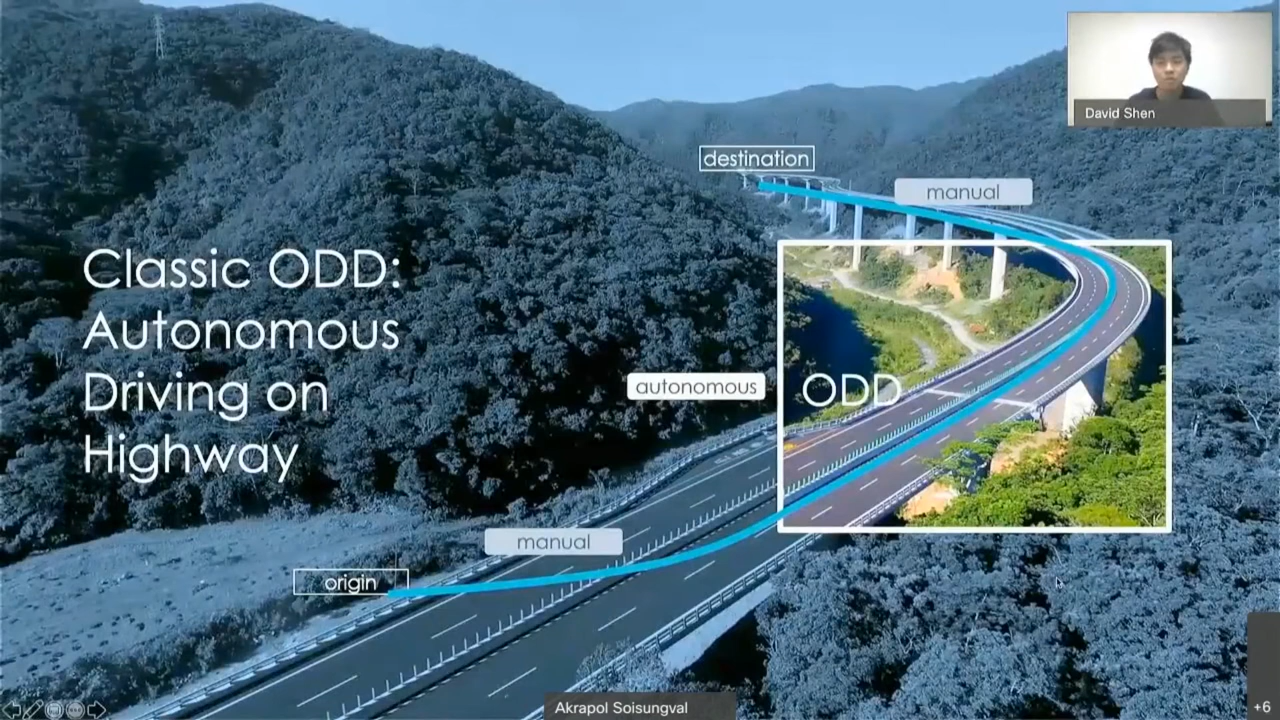 David Shen
destination
manual
Classic ODD:
Autonomous
Driving on
Highway
autonomous
ODD
manual
origin
Akrapol Soisungval
+6